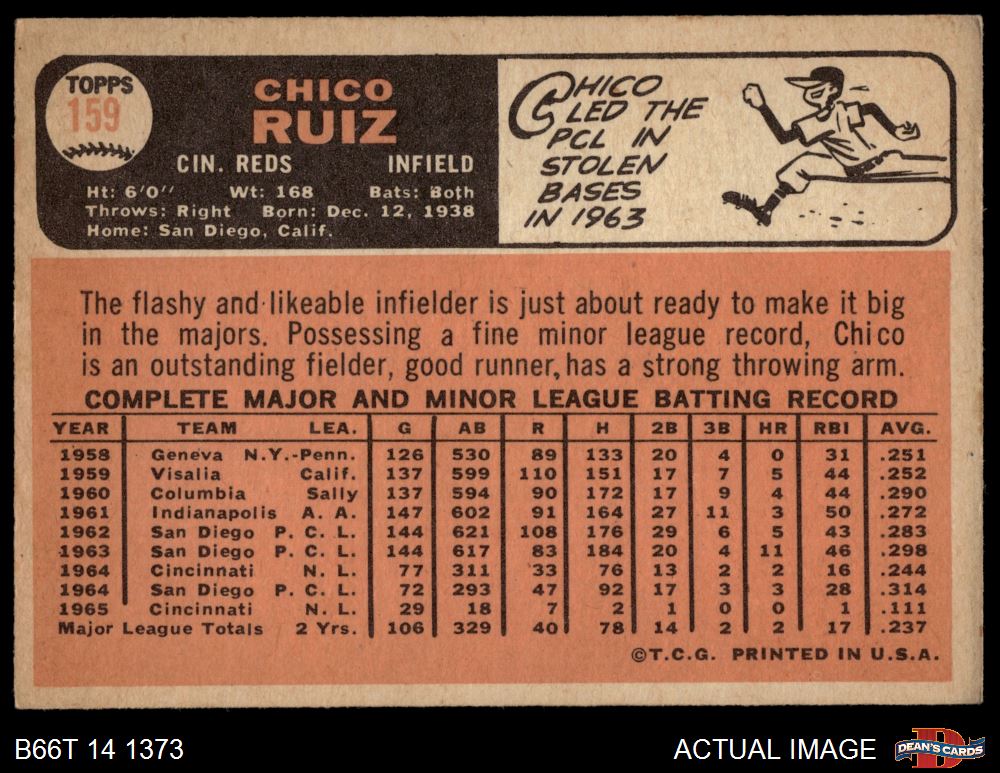 TOPPS
159
CHICO
RUIZ
CIN. REDS INFIELD
Ht: 6'0" Wt: 168 Bats: Both
Throws: Right Born: Dec. 12, 1938
Home: San Diego, Calif.
CHICO
LED THE
PCL IN
STOLEN
BASES
IN 1963
The flashy and likeable infielder is just about ready to make it big
in the majors. Possessing a fine minor league record, Chico
is an outstanding fielder, good runner, has a strong throwing arm.
COMPLETE MAJOR AND MINOR LEAGUE BATTING RECORD
YEAR TEAM LEA. G AB R H 2B 3B HR RBI AVG.
1958 Geneva N.Y.-Penn. 126 530 89 133 20 4 0 31 .251
1959 Visalia Calif. 137 599 110 151 17 7 5 44 .252
1960 Columbia Sally 137 594 90 172 17 9 4 44 .290
1961 Indianapolis A. A. 147 602 91 164 27 11 3 50 .272
1962 San Diego P. C. L. 144 621 108 176 29 6 5 43 .283
1963 San Diego P. C. L. 144 617 83 184 20 4 11 46 .298
1964 Cincinnati N. L. 77 311 33 76 13 2 2 16 .244
1964 San Diego P. C. L. 72 293 47 92 17 3 3 28 .314
1965 Cincinnati N. L. 29 18 7 2 1 0 0 1 .111
Major League Totals 2 Yrs. 106 329 40 78 14 2 2 17 .237
©T.C.G. PRINTED IN U.S.A.
B66T 14 1373 ACTUAL IMAGE
D
DEAN'S CARDS